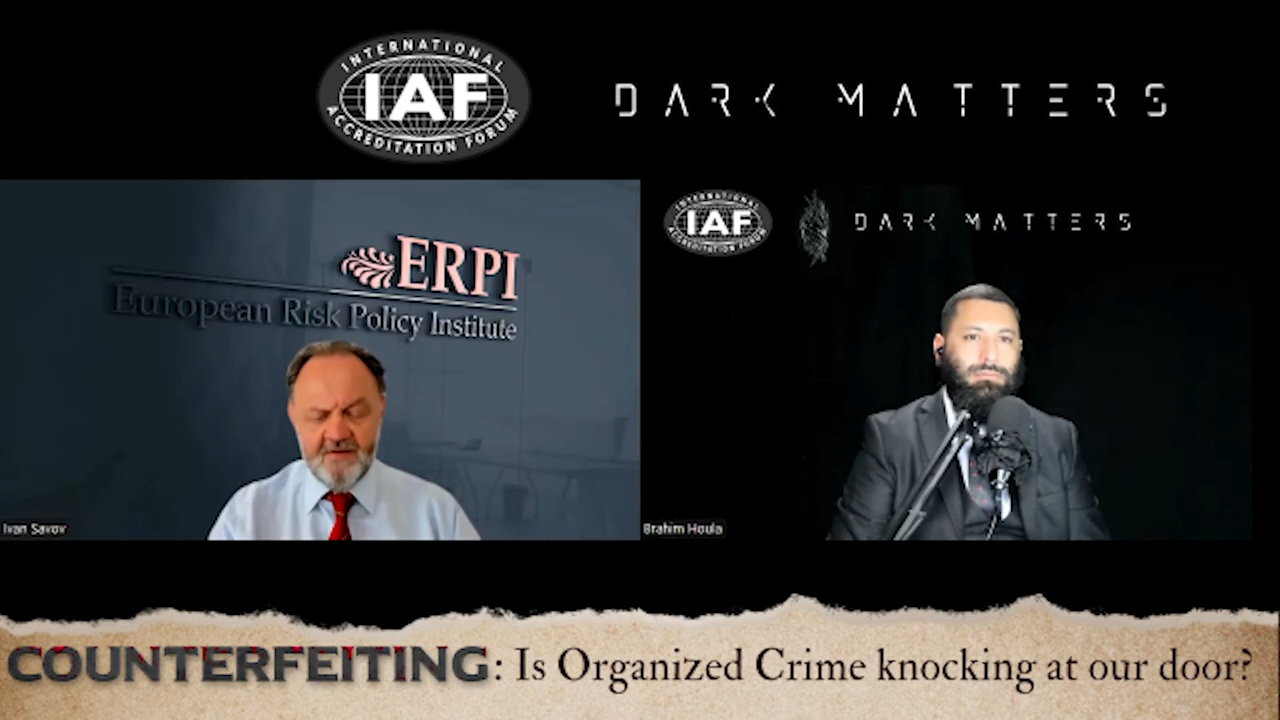 INTERNATIONAL
IAF
ACCREDITATION FORUM
DARK MATTERS
ERPI
European Risk Policy Institute
Ivan Savov
INTERNATIONAL
IAF
ACCREDITATION FORUM
DARK MATTERS
Brahim Houla
COUNTERFEITING: Is Organized Crime knocking at our door?